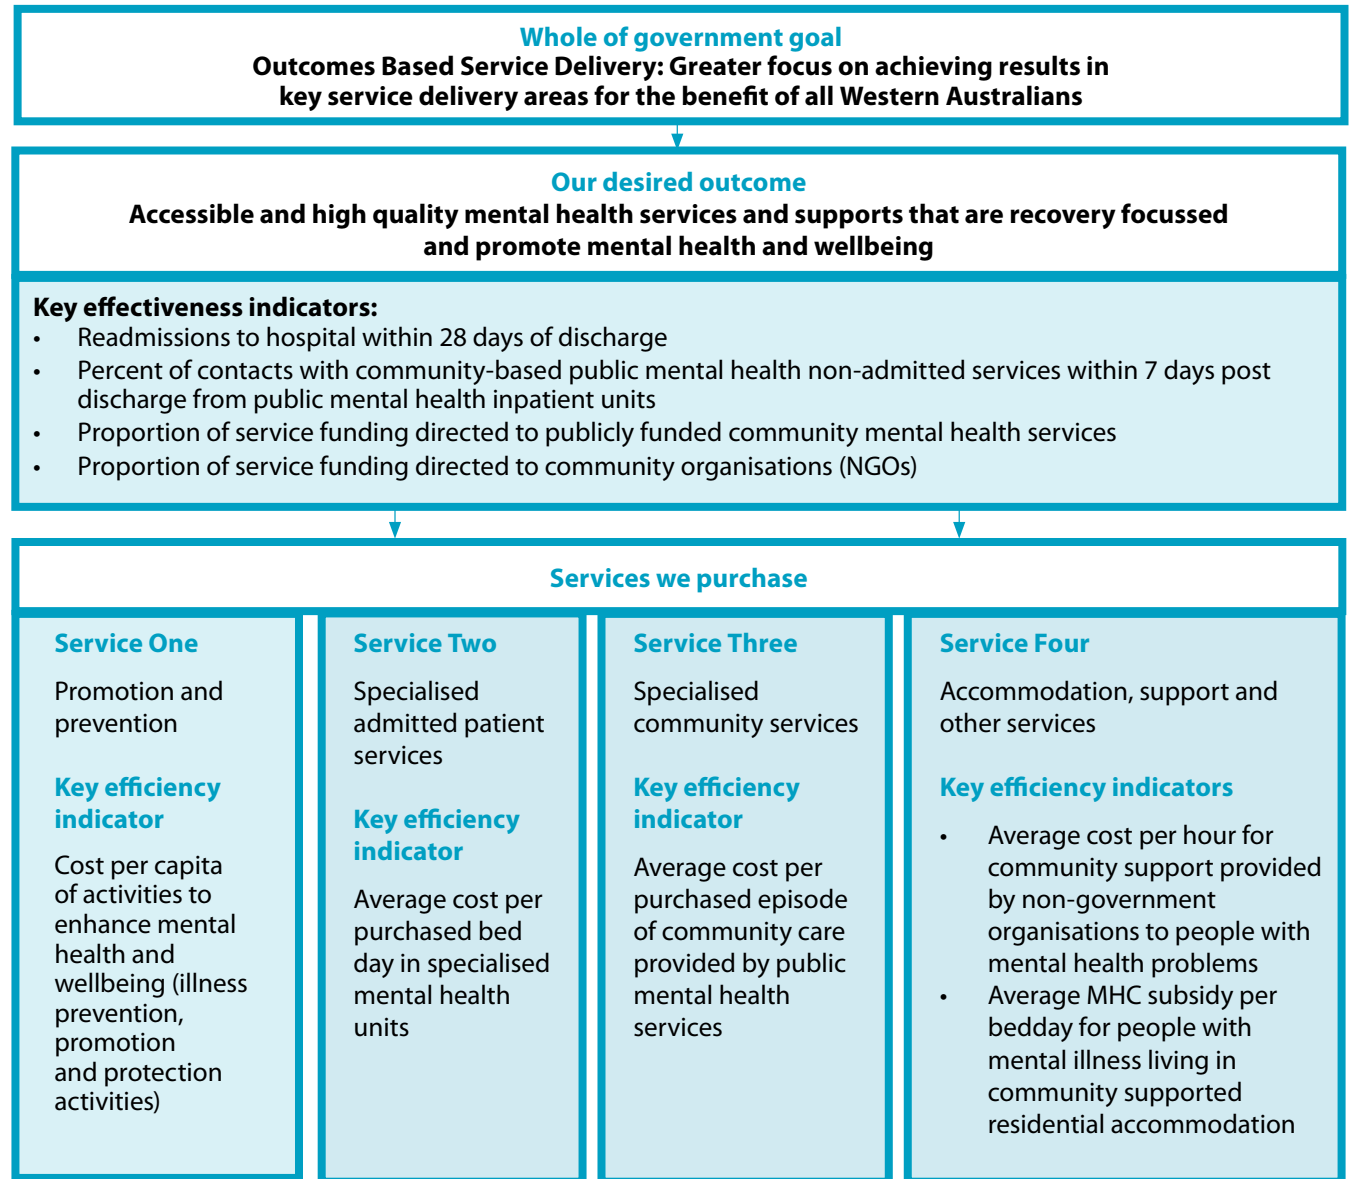 Whole of government goal
Outcomes Based Service Delivery: Greater focus on achieving results in
key service delivery areas for the benefit of all Western Australians
Our desired outcome
Accessible and high quality mental health services and supports that are recovery focussed
and promote mental health and wellbeing
Key effectiveness indicators:
• Readmissions to hospital within 28 days of discharge
• Percent of contacts with community-based public mental health non-admitted services within 7 days post
discharge from public mental health inpatient units
• Proportion of service funding directed to publicly funded community mental health services
• Proportion of service funding directed to community organisations (NGOs)
Services we purchase
Service One
Promotion and
prevention
Key efficiency
indicator
Cost per capita
of activities to
enhance mental
health and
wellbeing (illness
prevention,
promotion
and protection
activities)
Service Two
Specialised
admitted patient
services
Key efficiency
indicator
Average cost per
purchased bed
day in specialised
mental health
units
Service Three
Specialised
community services
Key efficiency
indicator
Average cost per
purchased episode
of community care
provided by public
mental health
services
Service Four
Accommodation, support and
other services
Key efficiency indicators
• Average cost per hour for
community support provided
by non-government
organisations to people with
mental health problems
• Average MHC subsidy per
bedday for people with
mental illness living in
community supported
residential accommodation